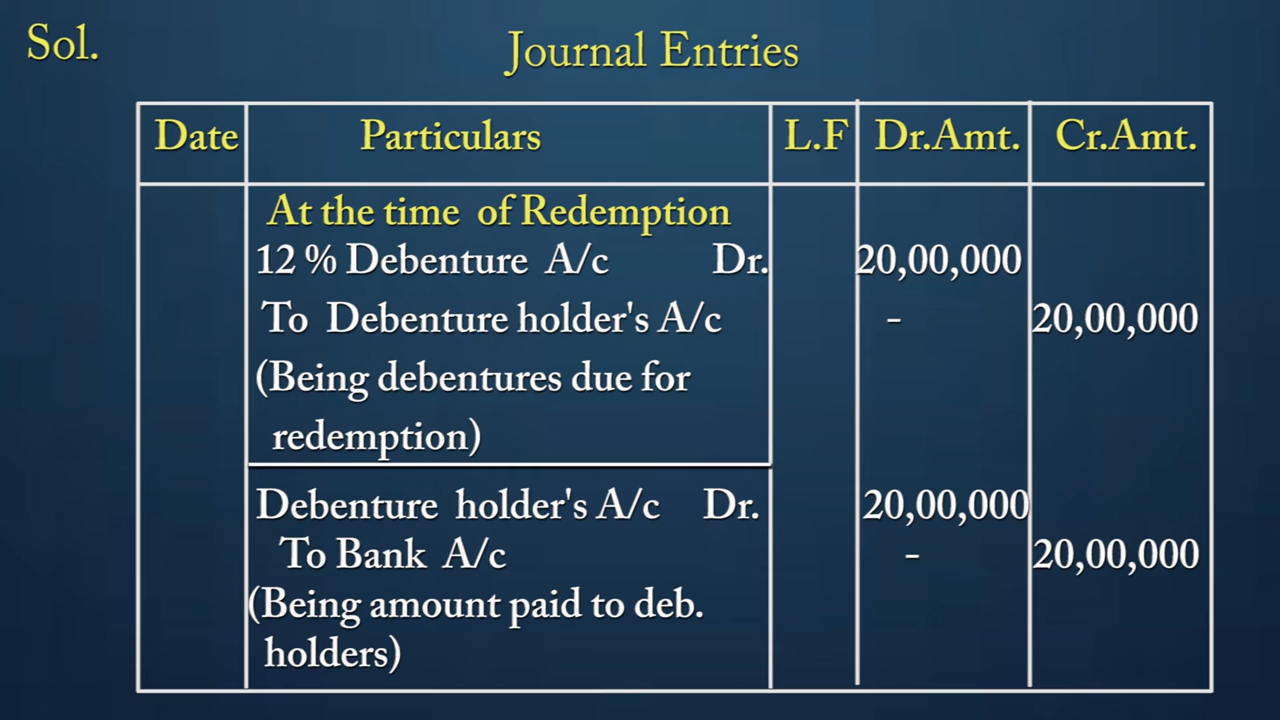 Sol.
Journal Entries
Date Particulars L.F Dr.Amt. Cr.Amt.
At the time of Redemption
12 % Debenture A/c Dr. 20,00,000
To Debenture holder's A/c - 20,00,000
(Being debentures due for
redemption)
Debenture holder's A/c Dr. 20,00,000
To Bank A/c - 20,00,000
(Being amount paid to deb.
holders)